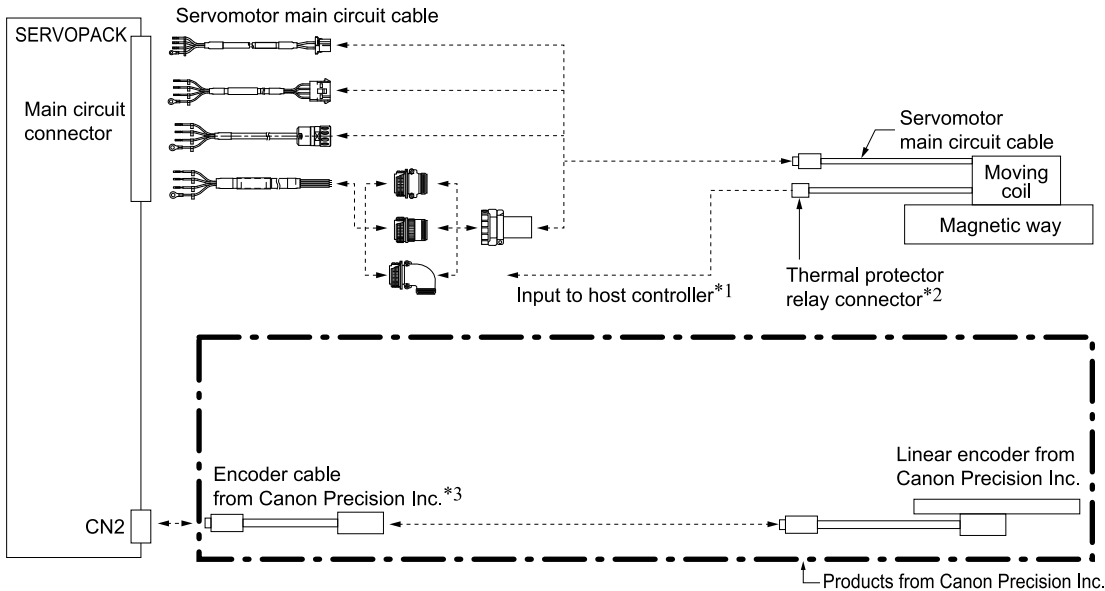 Servomotor main circuit cable
SERVOPACK
Main circuit
connector
Servomotor
main circuit cable
Moving
coil
Magnetic way
Thermal protector
relay connector*2
Input to host controller*1
Linear encoder from
Canon Precision Inc.
Encoder cable
from Canon Precision Inc.*3
CN2
Products from Canon Precision Inc.